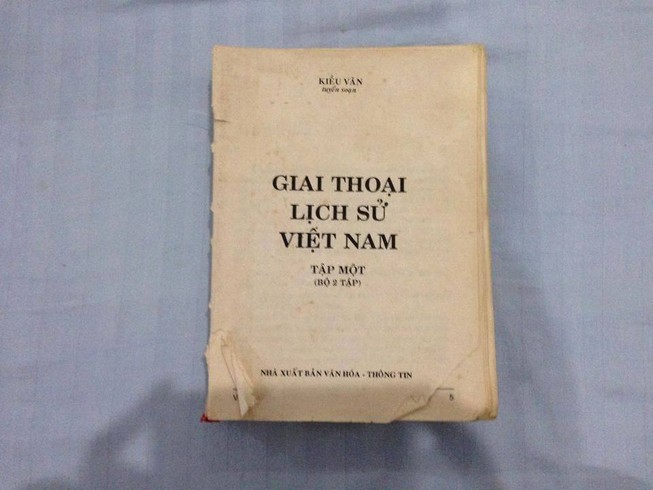 KIỀU VĂN
tuyển soạn
GIAI THOẠI
LỊCH SỬ
VIỆT NAM
TẬP MỘT
(BỘ 2 TẬP)
NHÀ XUẤT BẢN VĂN HÓA - THÔNG TIN
V
5